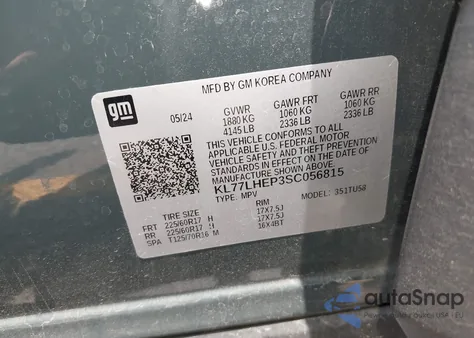 MFD BY GM KOREA COMPANY
gm
05/24
GVWR GAWR FRT GAWR RR
1880 KG 1060 KG 1060 KG
4145 LB 2336 LB 2336 LB
THIS VEHICLE CONFORMS TO ALL
APPLICABLE U.S. FEDERAL MOTOR
VEHICLE SAFETY AND THEFT PREVENTION
STANDARDS IN EFFECT ON THE DATE OF
MANUFACTURE SHOWN ABOVE.
KL77LHEP3SC056815
TYPE: MPV MODEL: 351TU58
TIRE SIZE RIM
FRT 225/60R17 H 17X7.5J
RR 225/60R17 H 17X7.5J
SPA T125/70R16 M 16X4BT
autoSnap